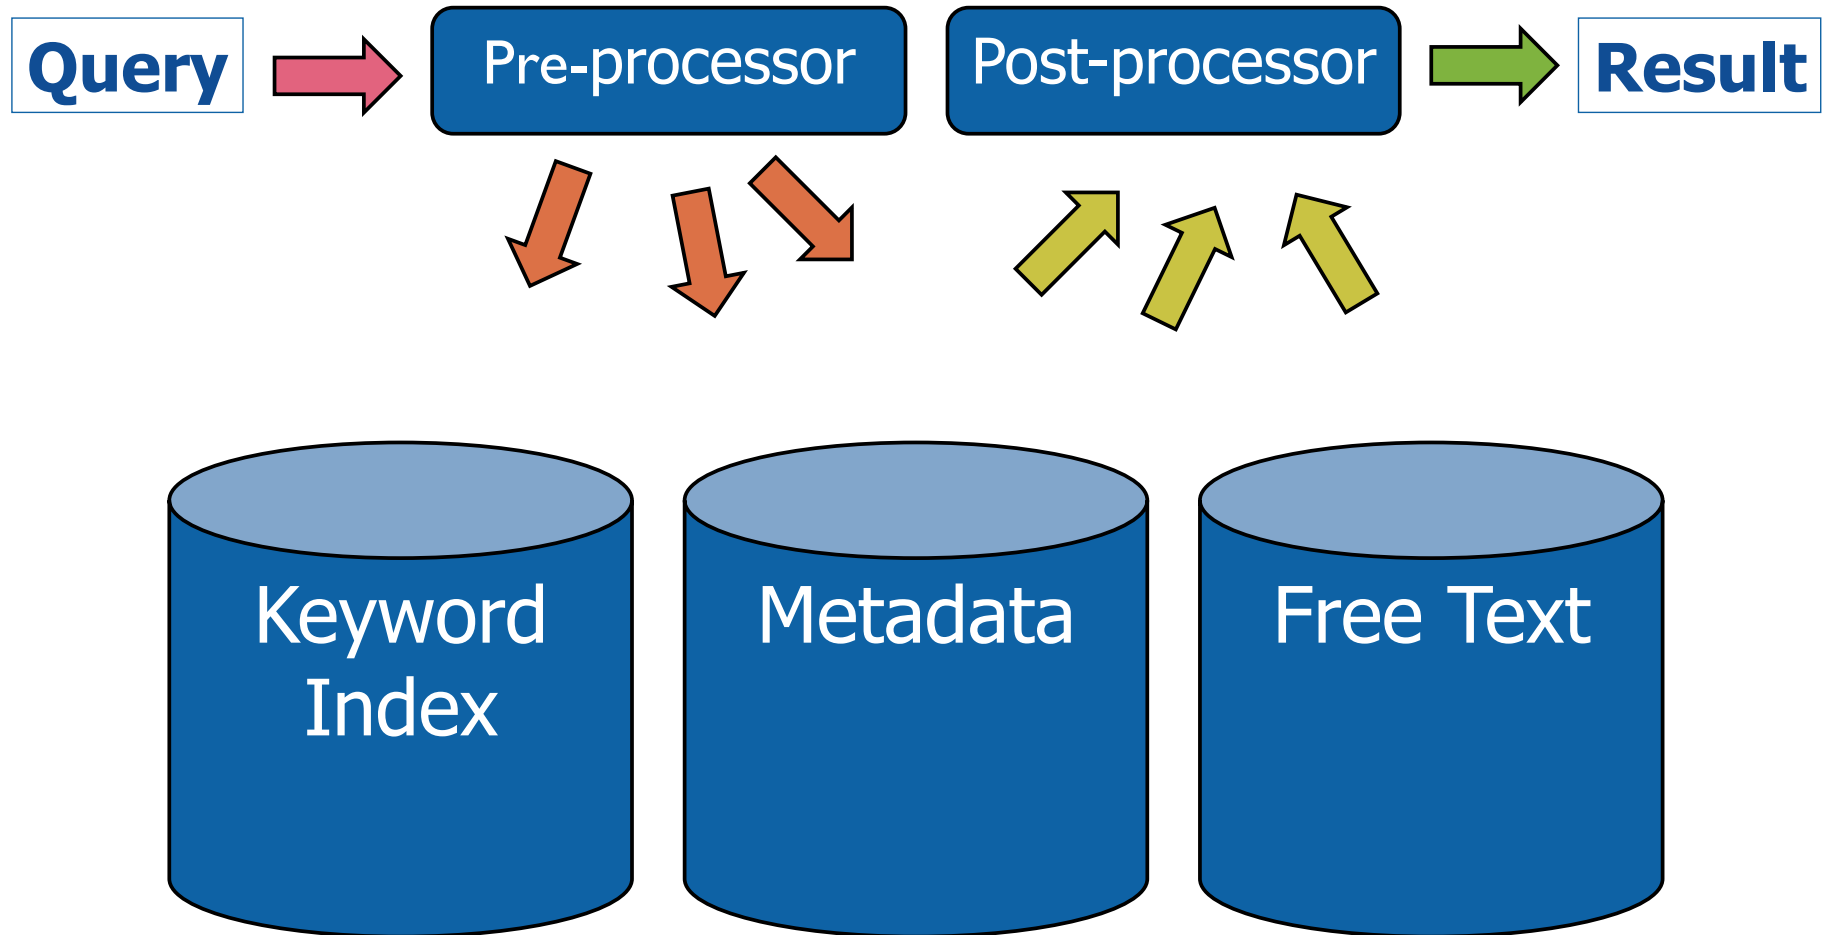 Query
Pre-processor
Post-processor
Result
Keyword
Index
Metadata
Free Text